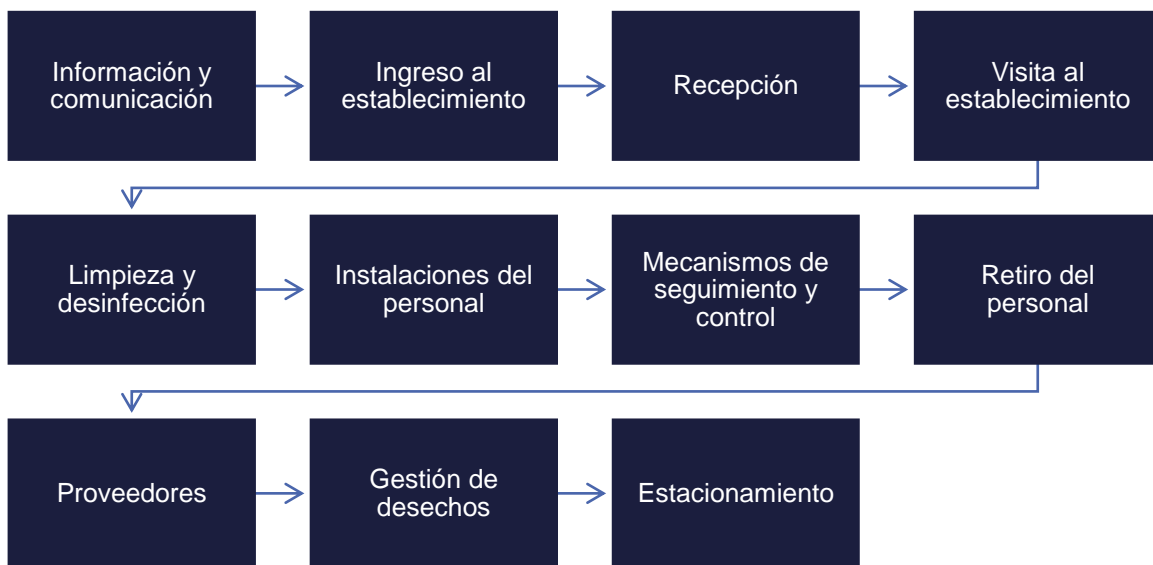 Información y
comunicación
Ingreso al
establecimiento
Recepción
Visita al
establecimiento
Limpieza y
desinfección
Instalaciones del
personal
Mecanismos de
seguimiento y
control
Retiro del
personal
Proveedores
Gestión de
desechos
Estacionamiento